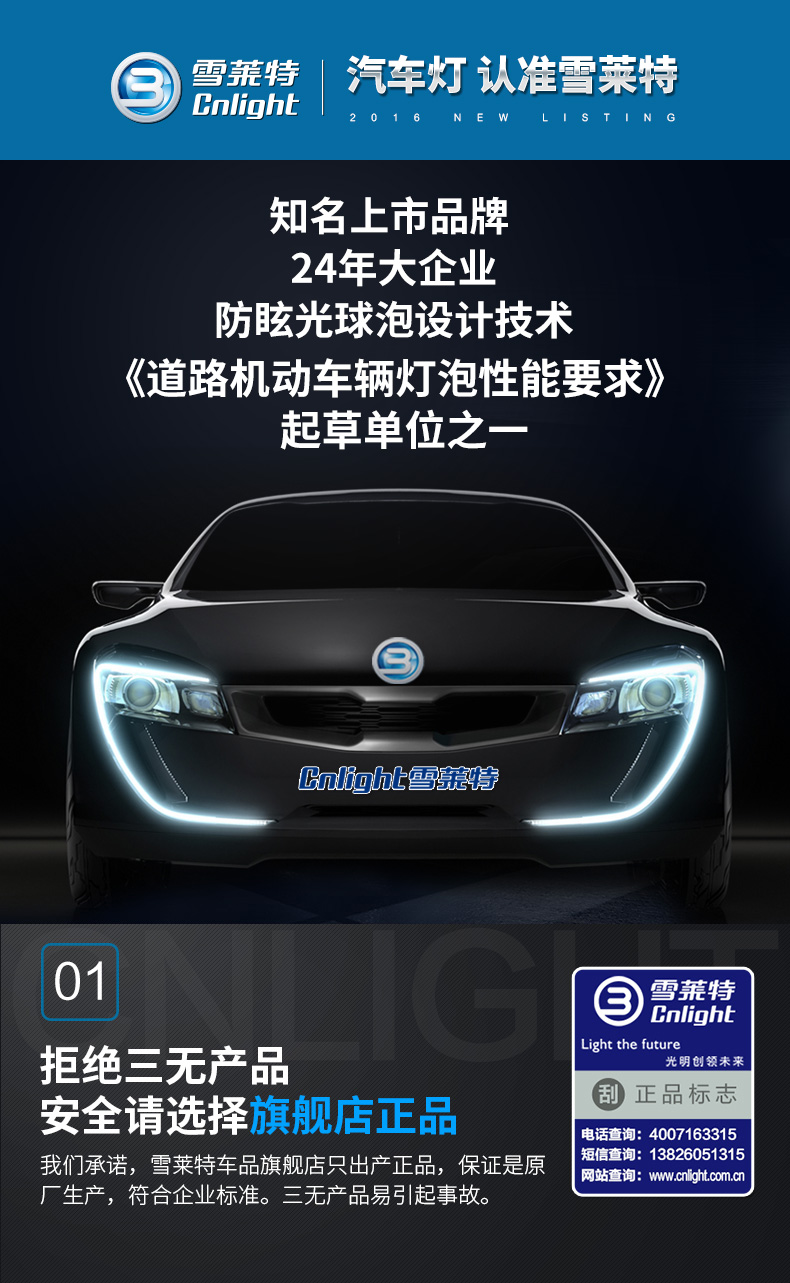 雪莱特
Cnlight
汽车灯 认准雪莱特
2016 NEW LISTING
知名上市品牌
24年大企业
防眩光球泡设计技术
《道路机动车辆灯泡性能要求》
起草单位之一
Cnlight雪莱特
CNLIGHT
01
拒绝三无产品
安全请选择旗舰店正品
我们承诺，雪莱特车品旗舰店只出产正品，保证是原
厂生产，符合企业标准。三无产品易引起事故。
雪莱特
Cnlight
Light the future
光明创领未来
刮 正品标志
电话查询：4007163315
短信查询：13826051315
网站查询：www.cnlight.com.cn